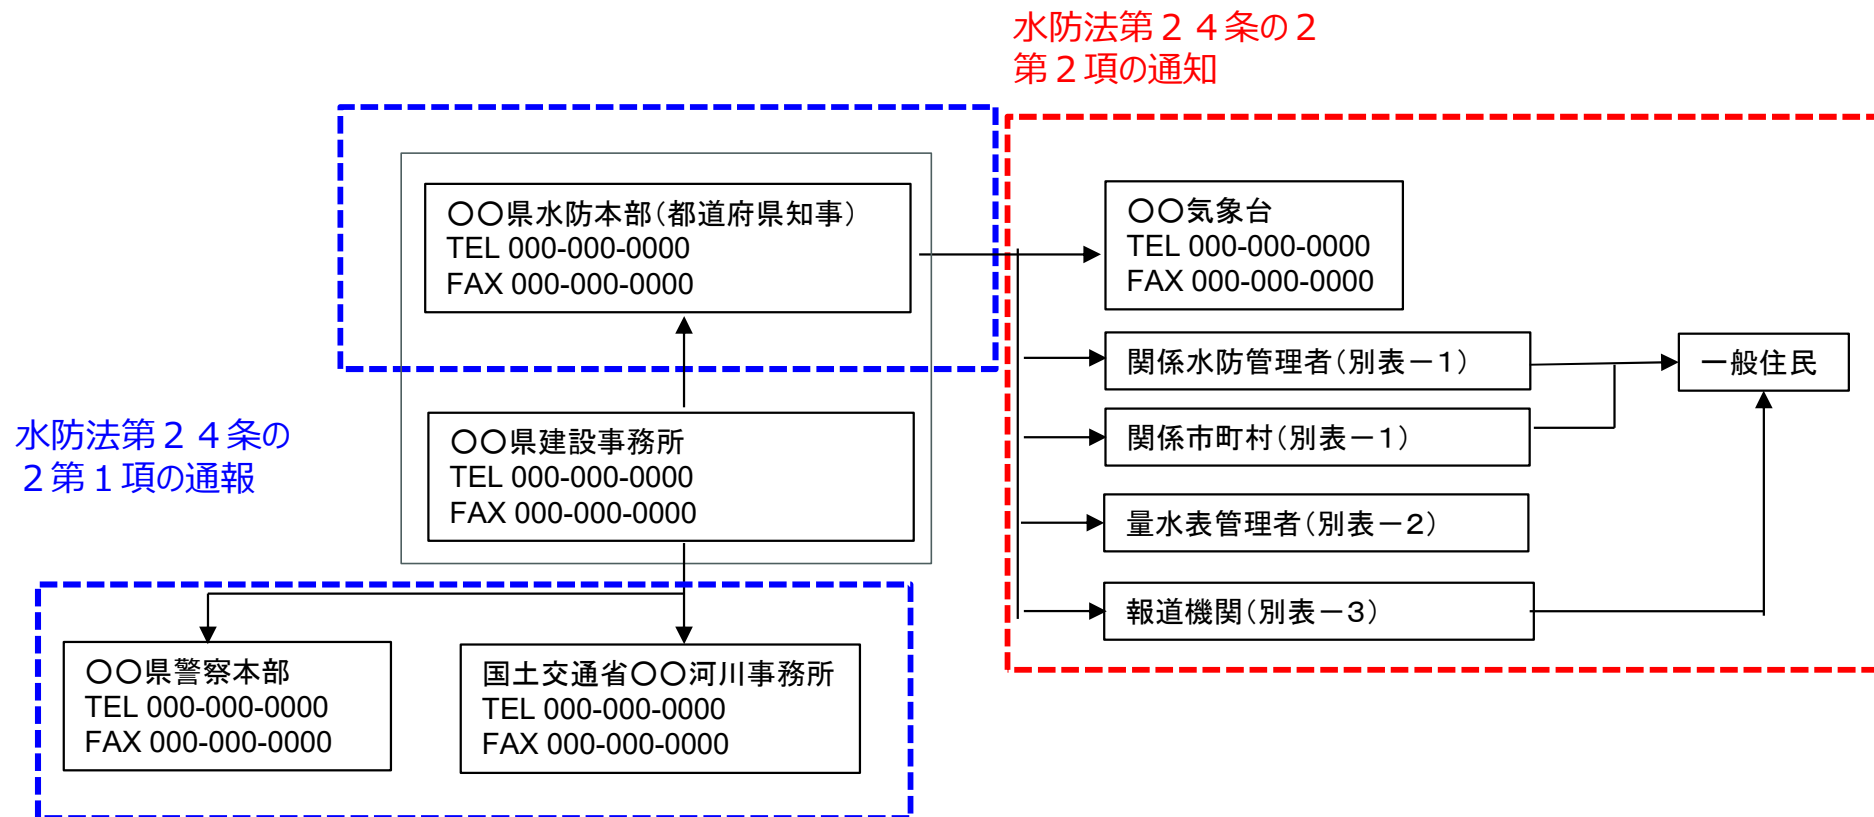 水防法第２４条の２
第２項の通知
〇〇県水防本部（都道府県知事）
TEL 000-000-0000
FAX 000-000-0000
〇〇気象台
TEL 000-000-0000
FAX 000-000-0000
関係水防管理者（別表－１）
一般住民
関係市町村（別表－１）
水防法第２４条の
２第１項の通報
〇〇県建設事務所
TEL 000-000-0000
FAX 000-000-0000
量水表管理者（別表－２）
報道機関（別表－３）
〇〇県警察本部
TEL 000-000-0000
FAX 000-000-0000
国土交通省〇〇河川事務所
TEL 000-000-0000
FAX 000-000-0000